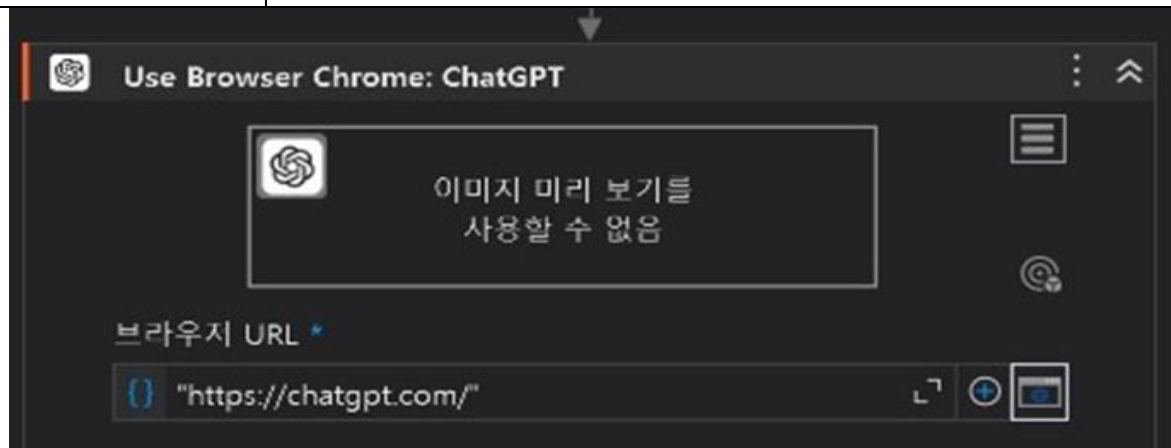 Use Browser Chrome: ChatGPT
이미지 미리 보기를
사용할 수 없음
브라우저 URL *
{} "https://chatgpt.com/"